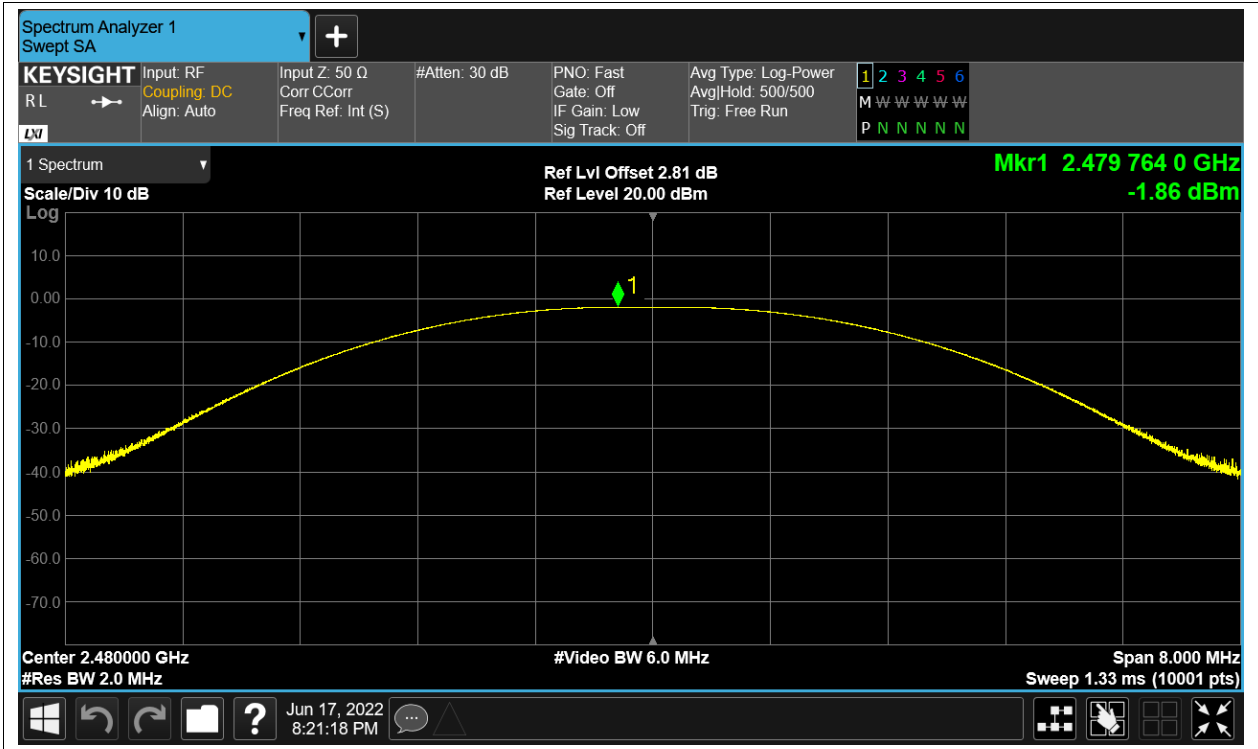 Spectrum Analyzer 1
Swept SA
KEYSIGHT
R L
LXI
Input: RF
Coupling: DC
Align: Auto
Input Z: 50 Ω
Corr CCorr
Freq Ref: Int (S)
#Atten: 30 dB
PNO: Fast
Gate: Off
IF Gain: Low
Sig Track: Off
Avg Type: Log-Power
Avg|Hold: 500/500
Trig: Free Run
1 2 3 4 5 6
M W W W W W
P N N N N N
1 Spectrum
Scale/Div 10 dB
Log
Ref Lvl Offset 2.81 dB
Ref Level 20.00 dBm
Mkr1 2.479 764 0 GHz
-1.86 dBm
1
10.0
0.00
-10.0
-20.0
-30.0
-40.0
-50.0
-60.0
-70.0
Center 2.480000 GHz
#Res BW 2.0 MHz
#Video BW 6.0 MHz
Span 8.000 MHz
Sweep 1.33 ms (10001 pts)
?
Jun 17, 2022
8:21:18 PM